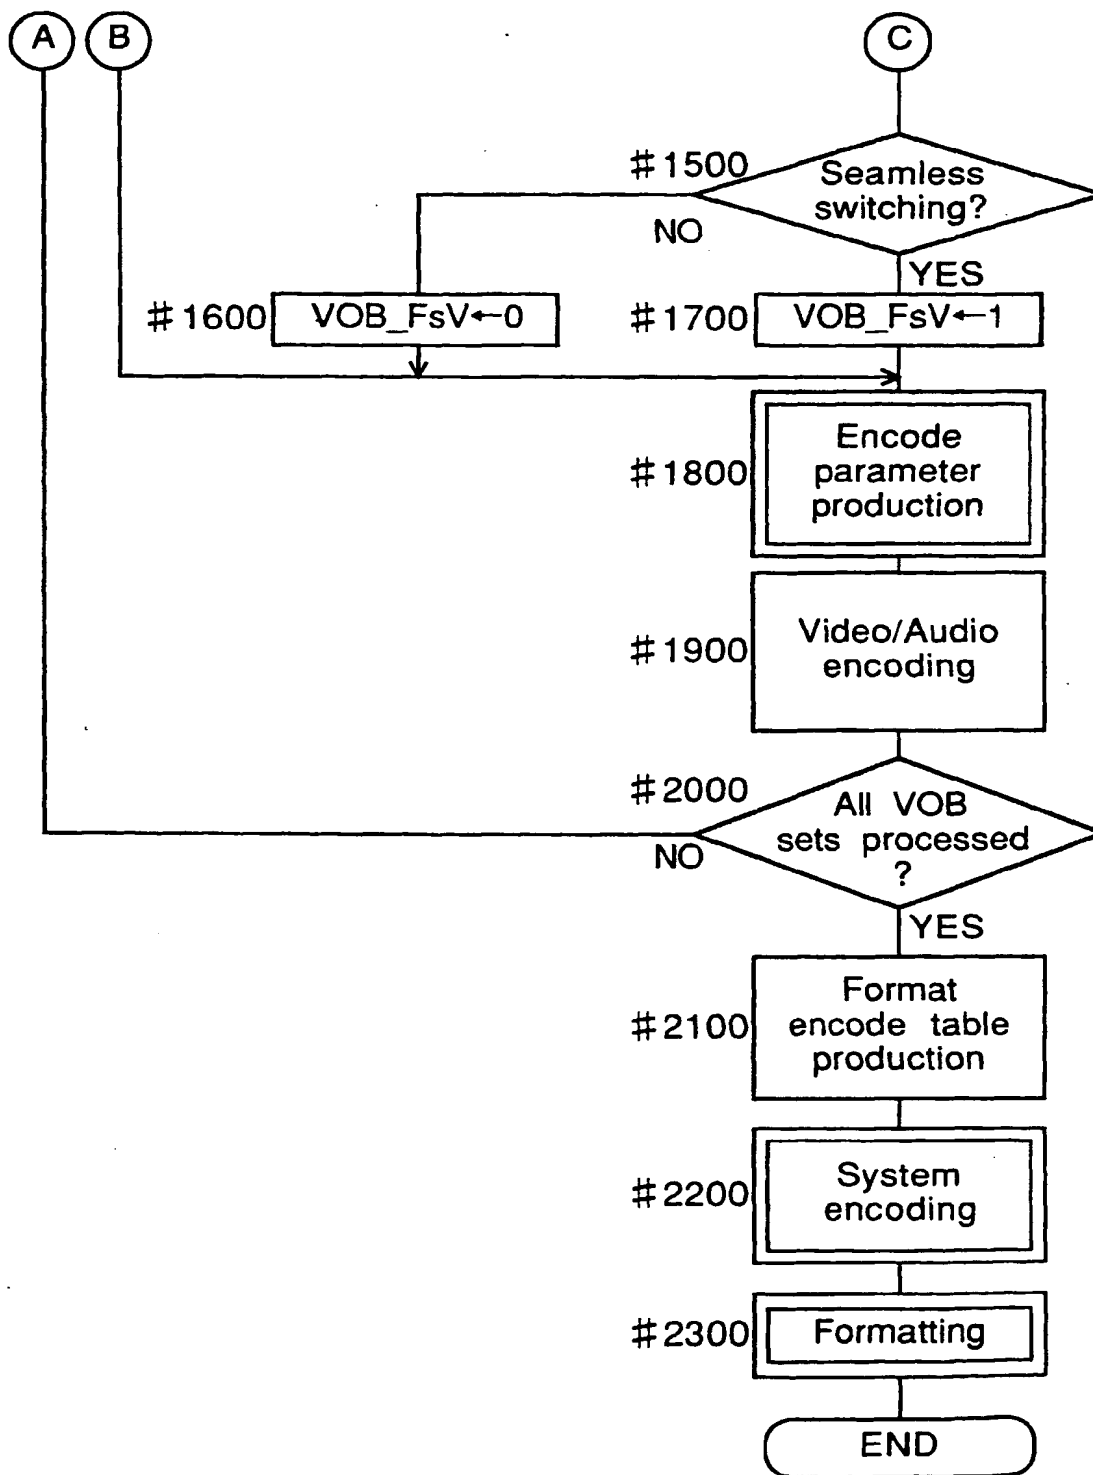 A B C
#1500
Seamless
switching?
NO
YES
#1600 VOB_FsV←0
#1700 VOB_FsV←1
Encode
#1800 parameter
production
Video/Audio
#1900
encoding
#2000
All VOB
sets processed
?
NO
YES
Format
#2100 encode table
production
System
#2200
encoding
#2300 Formatting
END